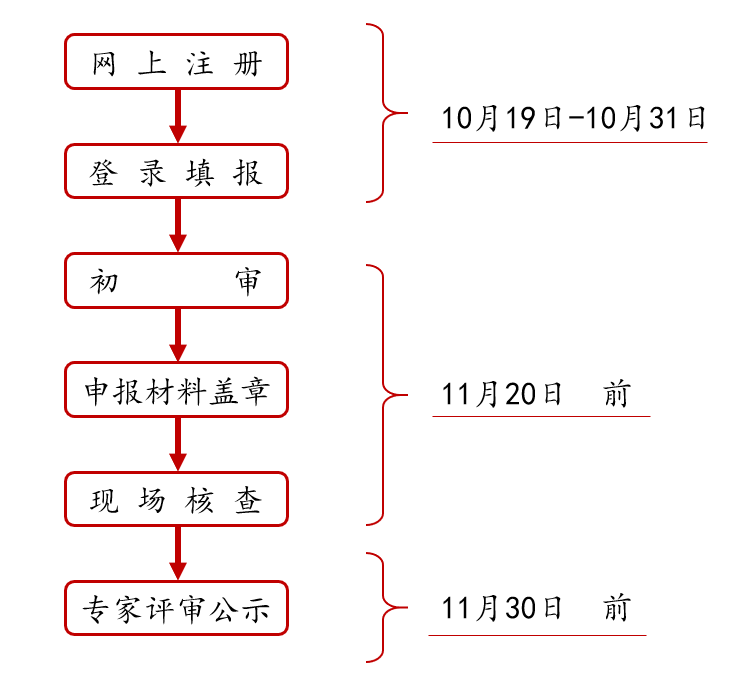 网上注册
登录填报
10月19日-10月31日
初 审
申报材料盖章
现场核查
11月20日 前
专家评审公示
11月30日 前